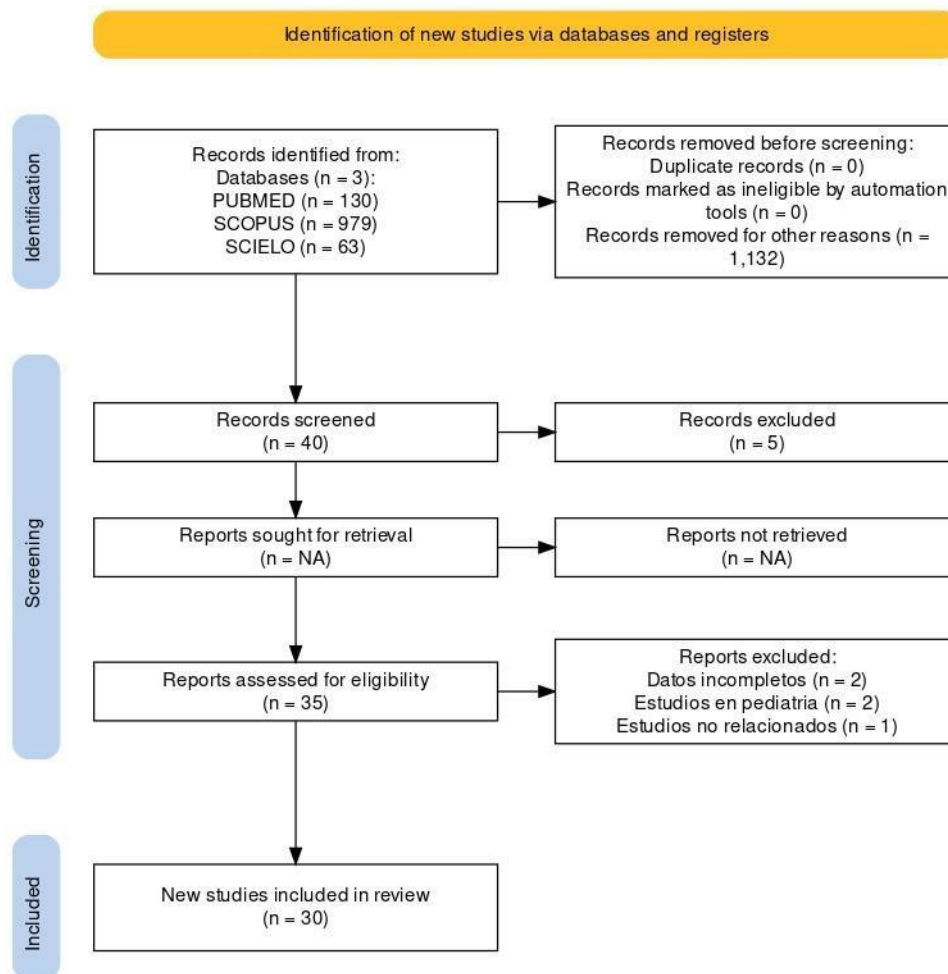 Identification of new studies via databases and registers
Identification
Records identified from:
Databases (n = 3):
PUBMED (n = 130)
SCOPUS (n = 979)
SCIELO (n = 63)
Records removed before screening:
Duplicate records (n = 0)
Records marked as ineligible by automation
tools (n = 0)
Records removed for other reasons (n =
1,132)
Screening
Records screened
(n = 40)
Records excluded
(n = 5)
Reports sought for retrieval
(n = NA)
Reports not retrieved
(n = NA)
Reports assessed for eligibility
(n = 35)
Reports excluded:
Datos incompletos (n = 2)
Estudios en pediatria (n = 2)
Estudios no relacionados (n = 1)
Included
New studies included in review
(n = 30)